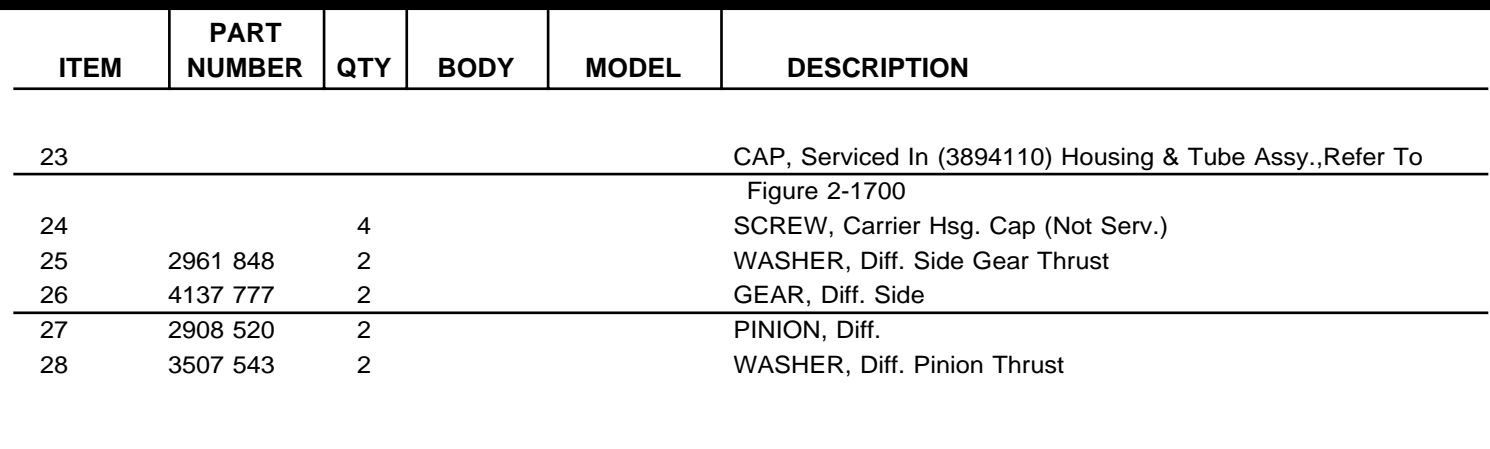 PART
ITEM NUMBER QTY BODY MODEL DESCRIPTION
23 CAP, Serviced In (3894110) Housing & Tube Assy.,Refer To
Figure 2-1700
24 4 SCREW, Carrier Hsg. Cap (Not Serv.)
25 2961 848 2 WASHER, Diff. Side Gear Thrust
26 4137 777 2 GEAR, Diff. Side
27 2908 520 2 PINION, Diff.
28 3507 543 2 WASHER, Diff. Pinion Thrust